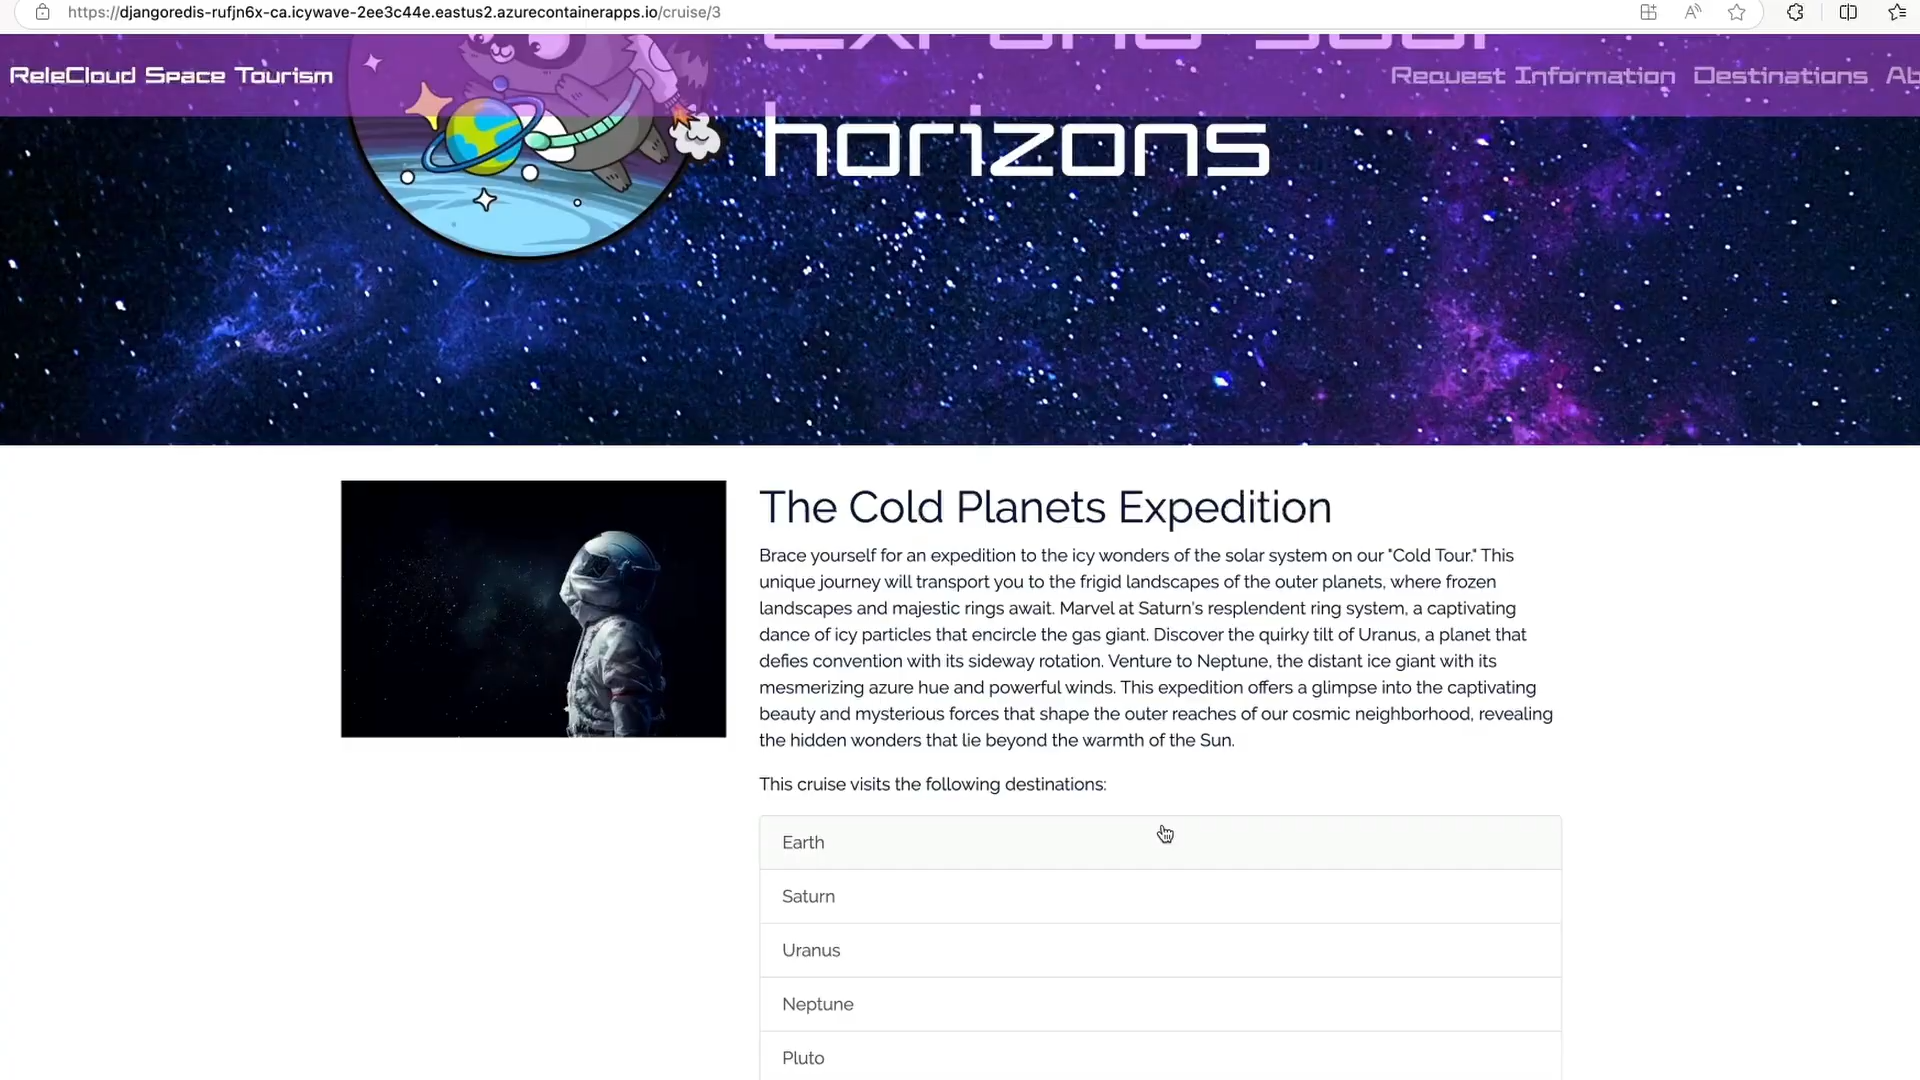 https://djangoredis-rufjn6x-ca.icywave-2ee3c44e.eastus2.azurecontainerapps.io/cruise/3
ReleCloud Space Tourism
Request Information
Destinations
Ab
horizons
The Cold Planets Expedition
Brace yourself for an expedition to the icy wonders of the solar system on our "Cold Tour." This
unique journey will transport you to the frigid landscapes of the outer planets, where frozen
landscapes and majestic rings await. Marvel at Saturn's resplendent ring system, a captivating
dance of icy particles that encircle the gas giant. Discover the quirky tilt of Uranus, a planet that
defies convention with its sideway rotation. Venture to Neptune, the distant ice giant with its
mesmerizing azure hue and powerful winds. This expedition offers a glimpse into the captivating
beauty and mysterious forces that shape the outer reaches of our cosmic neighborhood, revealing
the hidden wonders that lie beyond the warmth of the Sun.
This cruise visits the following destinations:
Earth
Saturn
Uranus
Neptune
Pluto